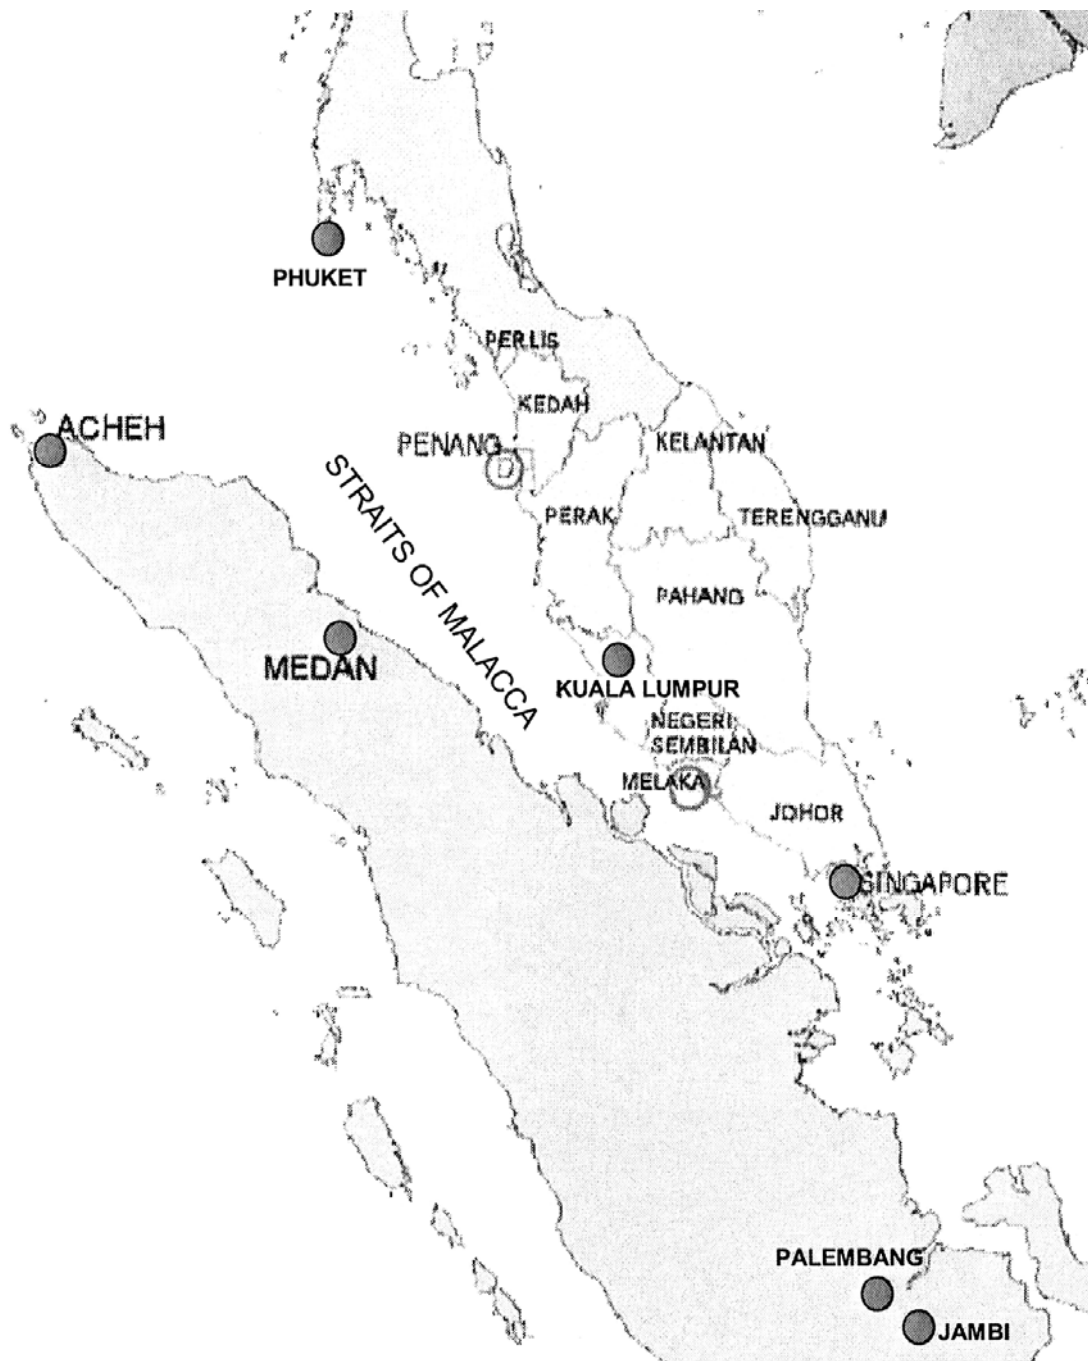 PHUKET
PERLIS
KEDAH
ACHEH
PENANG
KELANTAN
STRAITS OF MALACCA
PERAK
TERENGGANU
PAHANG
MEDAN
KUALA LUMPUR
NEGERI
SEMBILAN
MELAKA
JOHOR
SINGAPORE
PALEMBANG
JAMBI